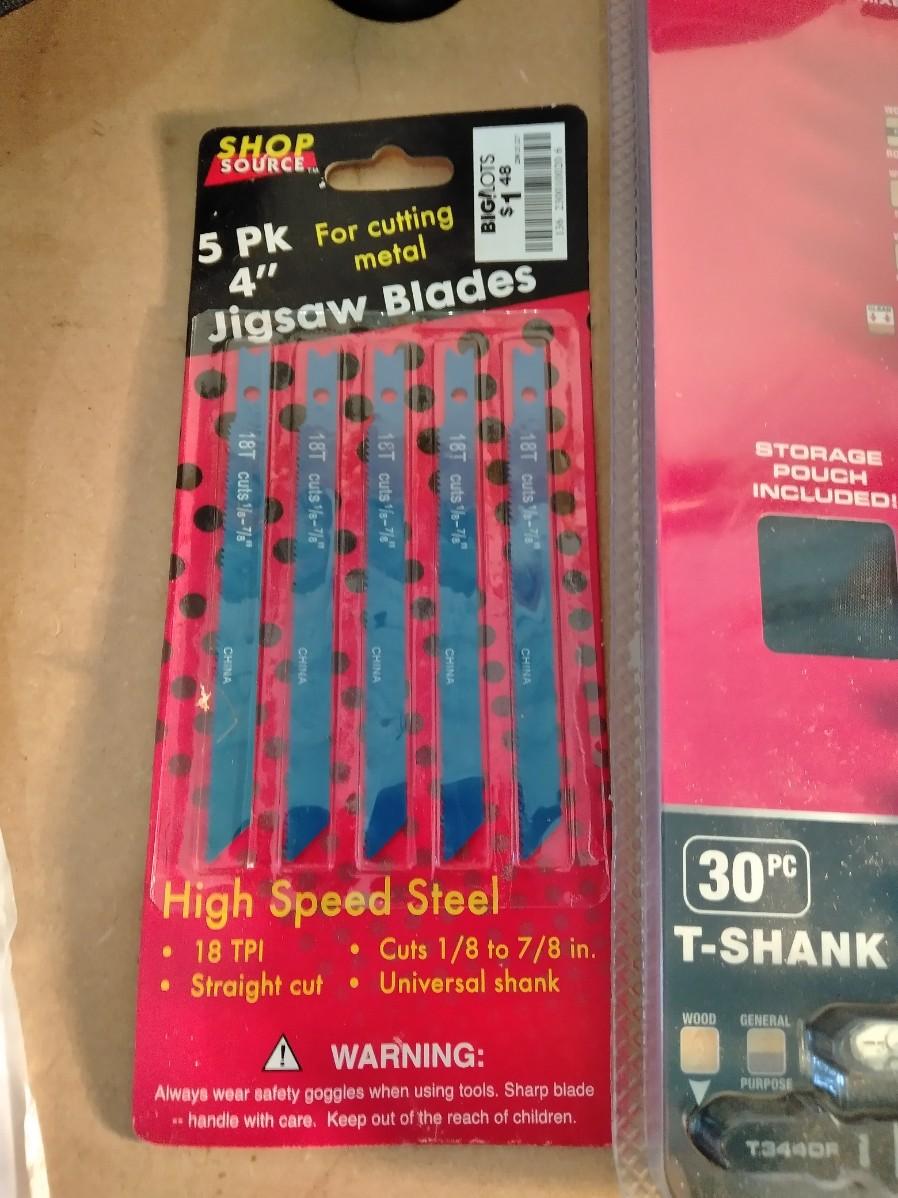 SHOP
SOURCE™
5 PK
4"
Jigsaw Blades
For cutting
metal
BIG LOTS
$1 48
18T cuts 1/8-7/8"
CHINA
18T cuts 1/8-7/8"
CHINA
18T cuts 1/8-7/8"
CHINA
18T cuts 1/8-7/8"
CHINA
18T cuts 1/8-7/8"
CHINA
High Speed Steel
• 18 TPI
• Straight cut
• Cuts 1/8 to 7/8 in.
• Universal shank
WARNING:
Always wear safety goggles when using tools. Sharp blade
-- handle with care. Keep out of the reach of children.
CLEAN
STORAGE
POUCH
INCLUDED!
30PC
T-SHANK
WOOD
GENERAL
PURPOSE